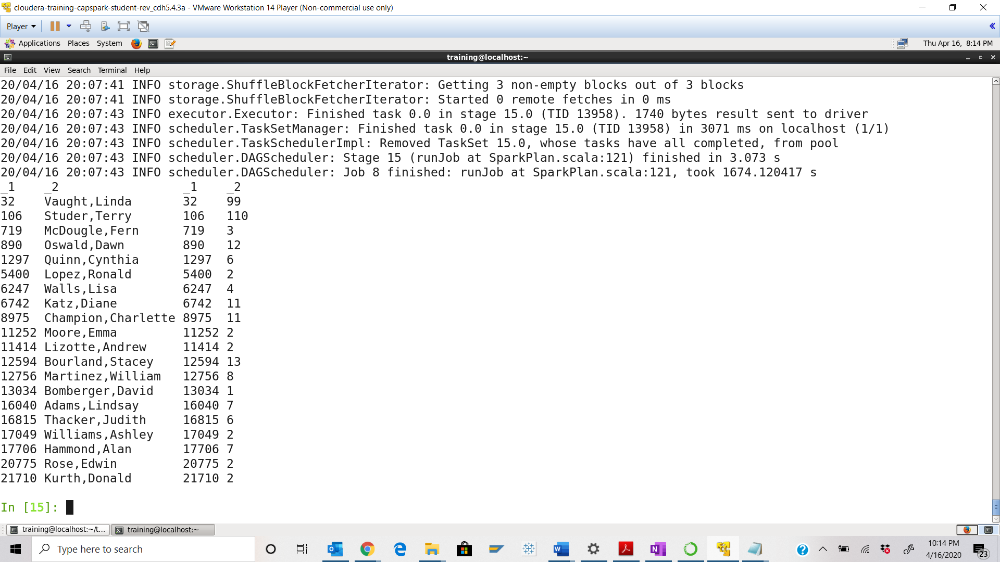 cloudera-training-capspark-student-rev_cdh5.4.3a - VMware Workstation 14 Player (Non-commercial use only)
Player
Applications Places System Thu Apr 16, 8:14 PM
training@localhost:~
File Edit View Search Terminal Help
20/04/16 20:07:41 INFO storage.ShuffleBlockFetcherIterator: Getting 3 non-empty blocks out of 3 blocks
20/04/16 20:07:41 INFO storage.ShuffleBlockFetcherIterator: Started 0 remote fetches in 0 ms
20/04/16 20:07:43 INFO executor.Executor: Finished task 0.0 in stage 15.0 (TID 13958). 1740 bytes result sent to driver
20/04/16 20:07:43 INFO scheduler.TaskSetManager: Finished task 0.0 in stage 15.0 (TID 13958) in 3071 ms on localhost (1/1)
20/04/16 20:07:43 INFO scheduler.TaskSchedulerImpl: Removed TaskSet 15.0, whose tasks have all completed, from pool
20/04/16 20:07:43 INFO scheduler.DAGScheduler: Stage 15 (runJob at SparkPlan.scala:121) finished in 3.073 s
20/04/16 20:07:43 INFO scheduler.DAGScheduler: Job 8 finished: runJob at SparkPlan.scala:121, took 1674.120417 s
_1    _2                 _1    _2
32    Vaught,Linda       32    99
106   Studer,Terry       106   110
719   McDougle,Fern      719   3
890   Oswald,Dawn        890   12
1297  Quinn,Cynthia      1297  6
5400  Lopez,Ronald       5400  2
6247  Walls,Lisa         6247  4
6742  Katz,Diane         6742  11
8975  Champion,Charlette 8975  11
11252 Moore,Emma         11252 2
11414 Lizotte,Andrew     11414 2
12594 Bourland,Stacey    12594 13
12756 Martinez,William   12756 8
13034 Bomberger,David    13034 1
16040 Adams,Lindsay      16040 7
16815 Thacker,Judith     16815 6
17049 Williams,Ashley    17049 2
17706 Hammond,Alan       17706 7
20775 Rose,Edwin         20775 2
21710 Kurth,Donald       21710 2
In [15]:
training@localhost:~/t... training@localhost:~
Type here to search
10:14 PM
4/16/2020
23